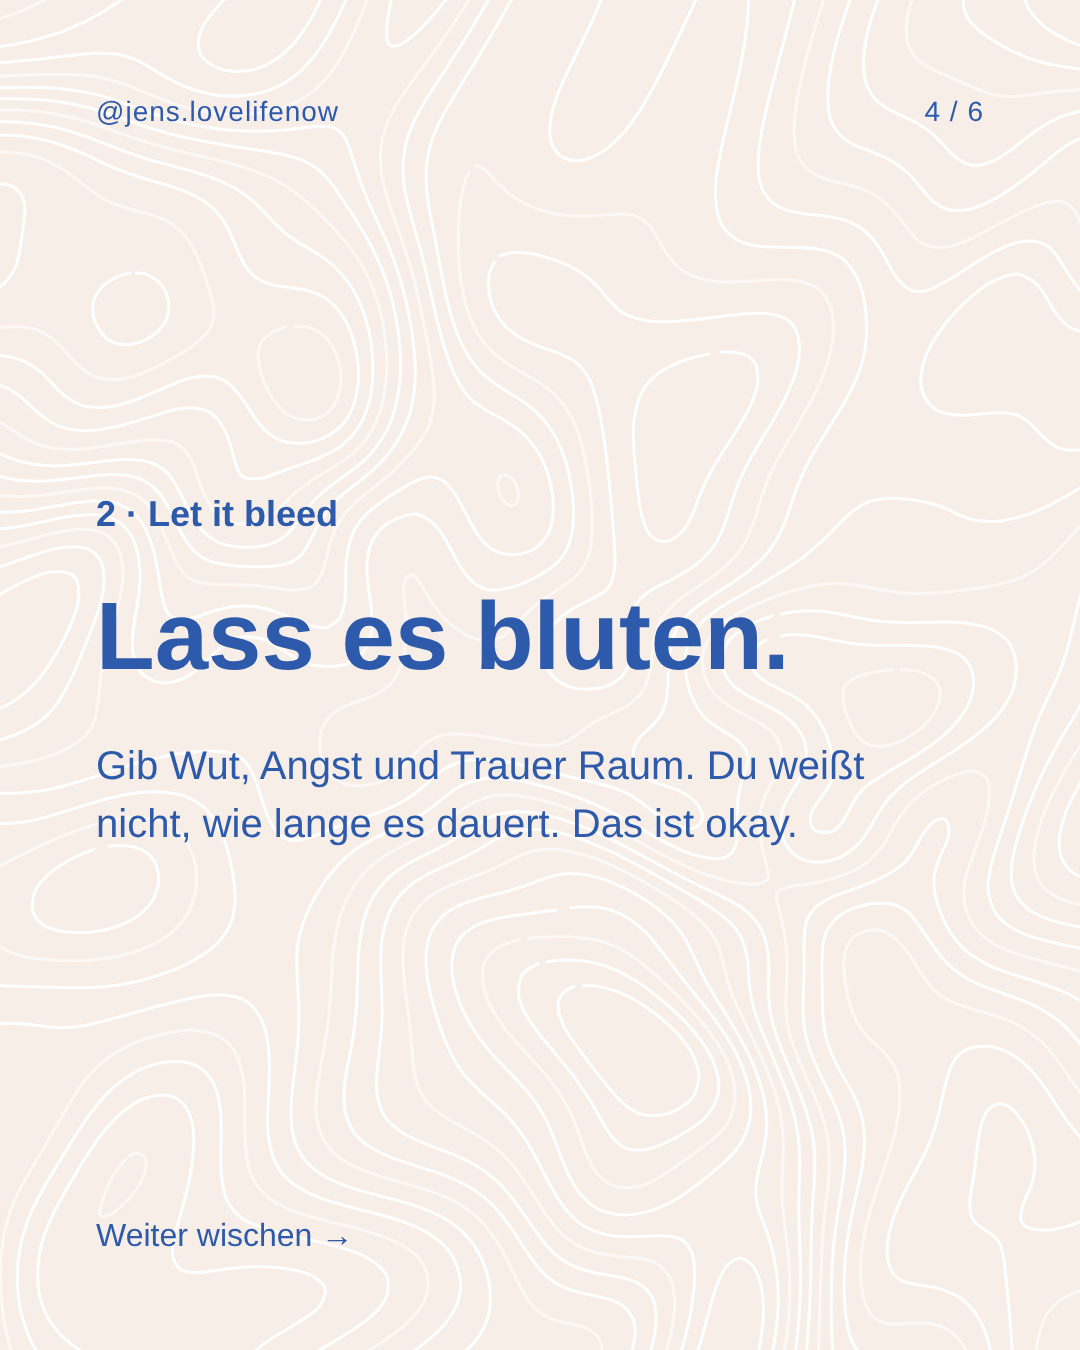 @jens.lovelifenow
4 / 6
2 · Let it bleed
Lass es bluten.
Gib Wut, Angst und Trauer Raum. Du weißt
nicht, wie lange es dauert. Das ist okay.
Weiter wischen →